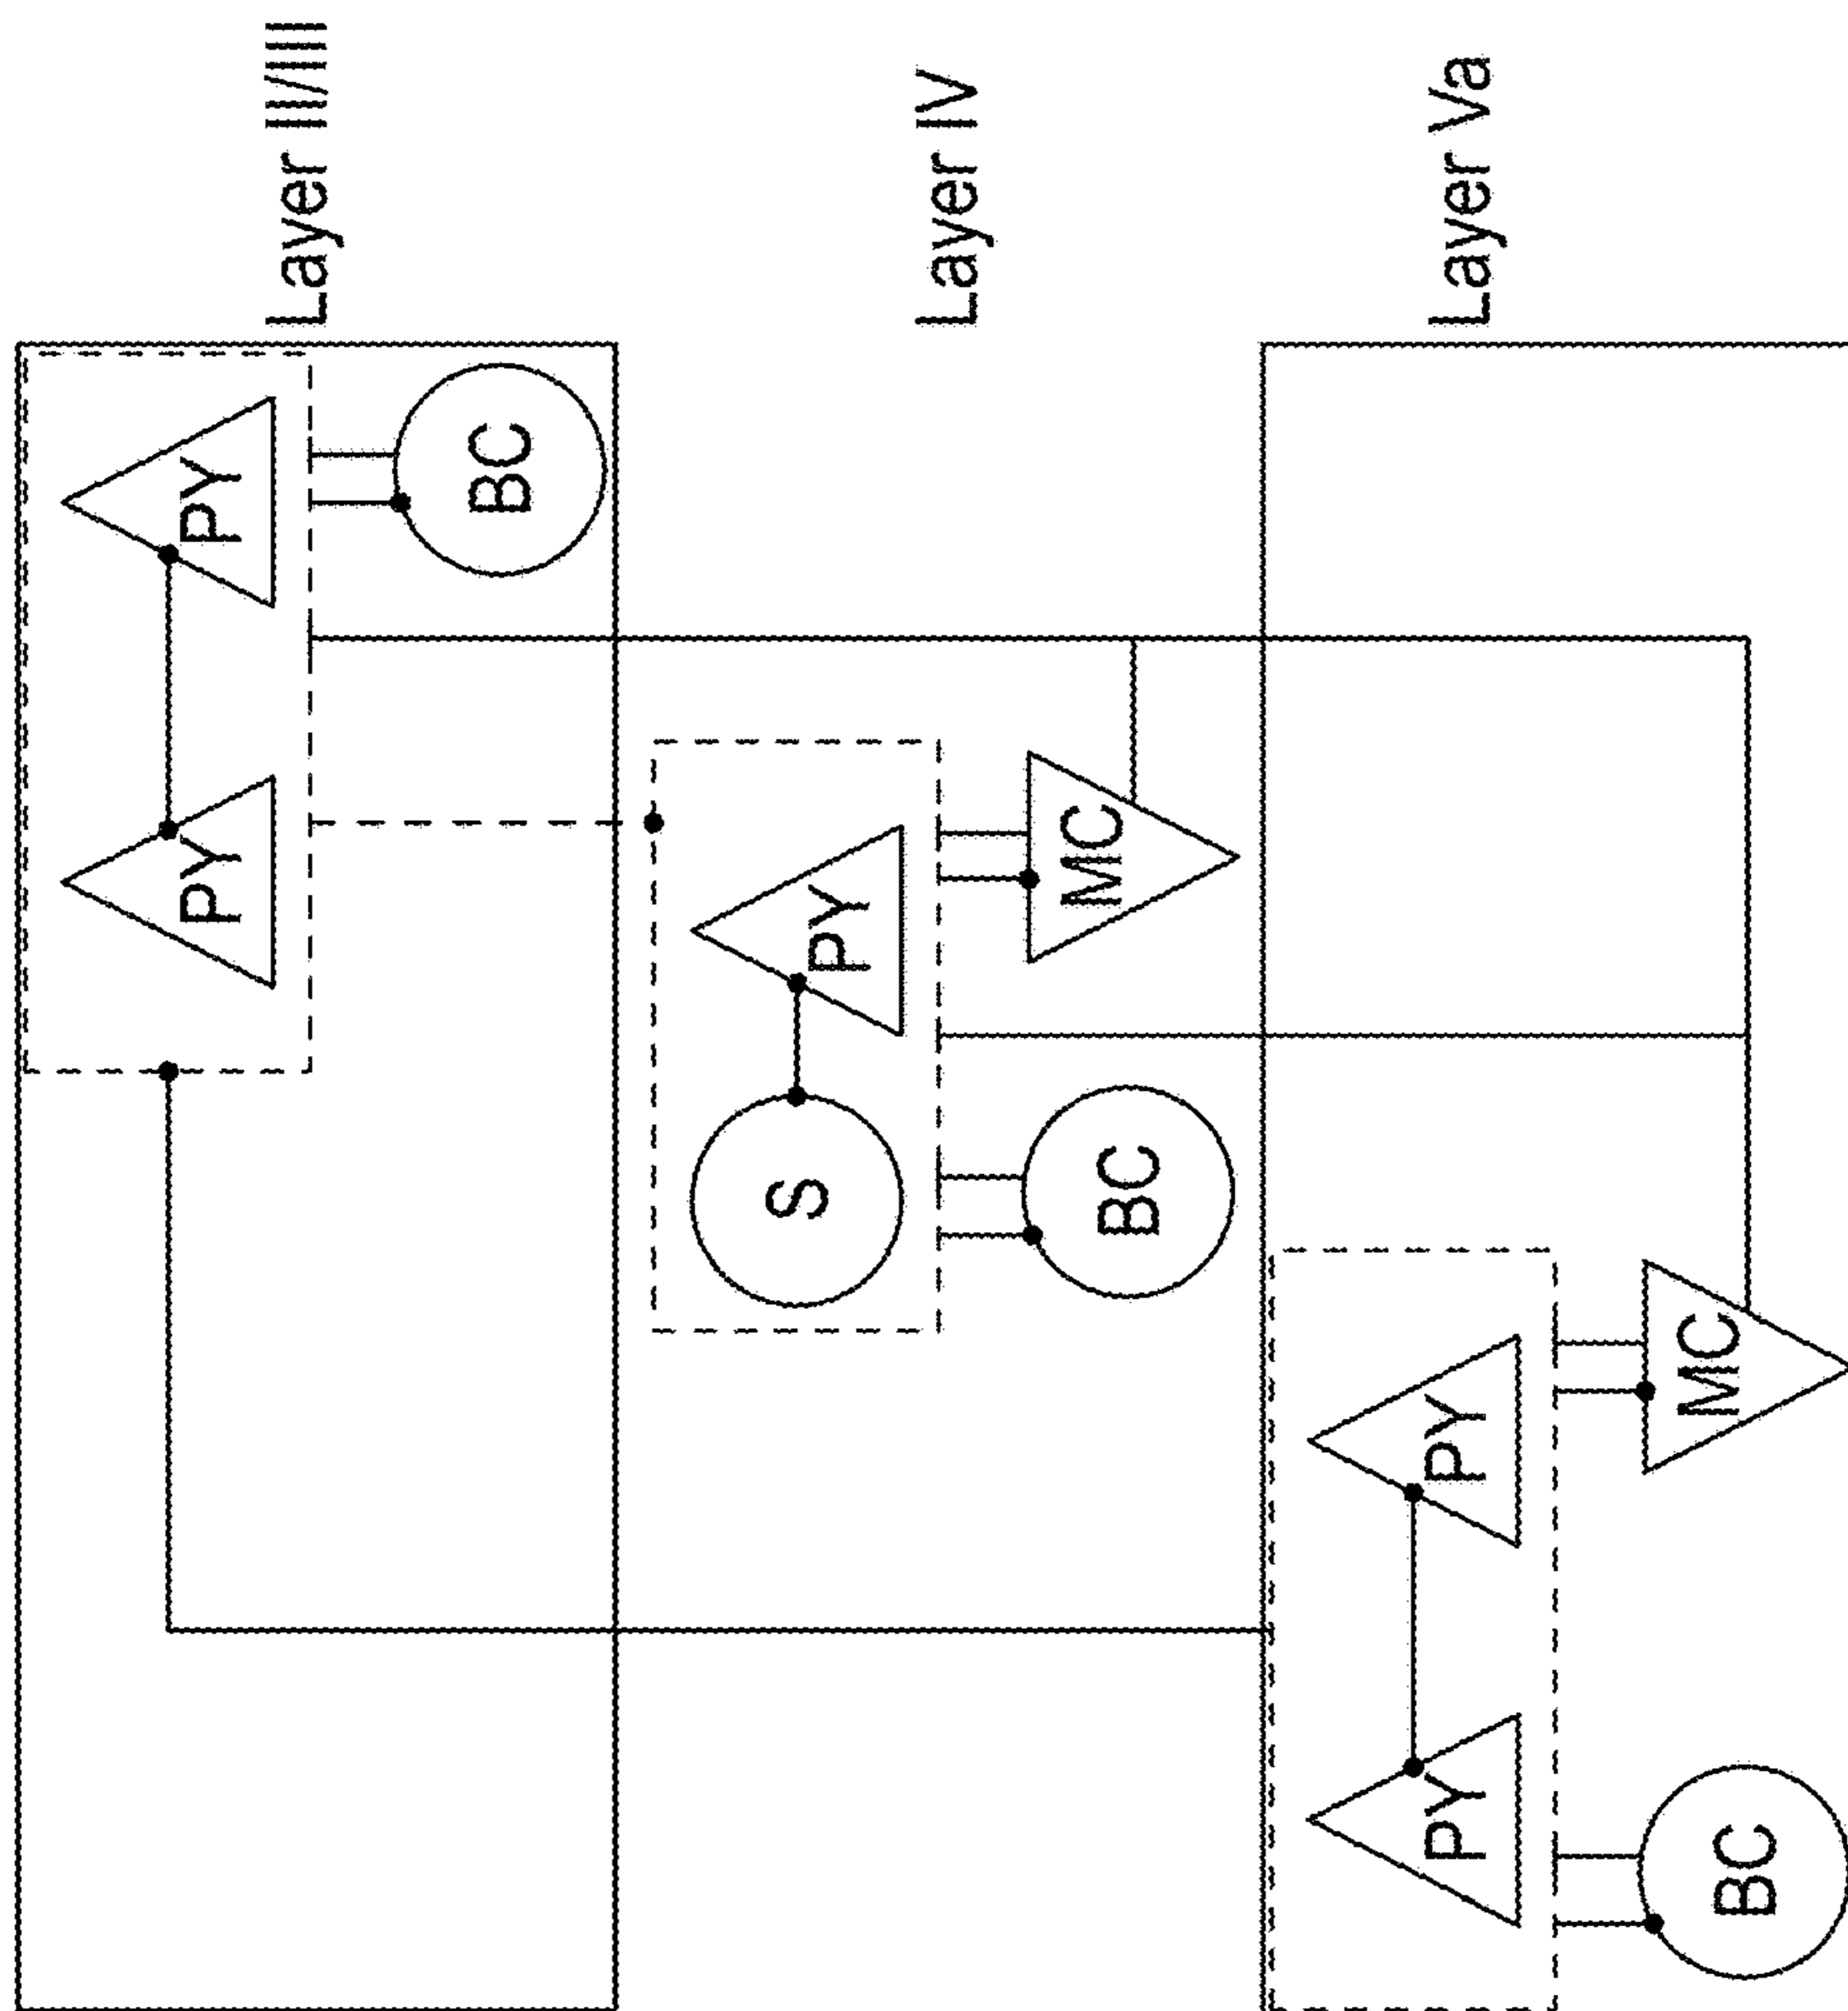 Layer II/III
PY
PY
BC
Layer IV
S
PY
BC
MC
Layer Va
PY
PY
BC
MC